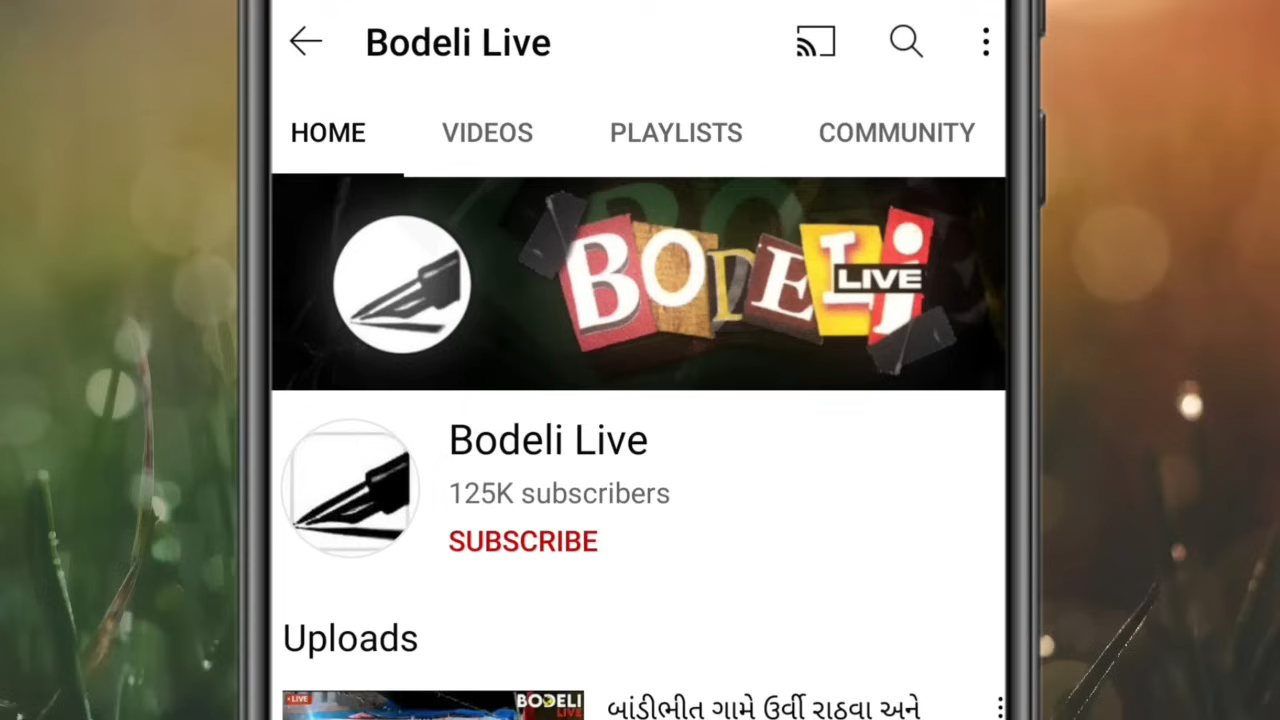 Bodeli Live
HOME VIDEOS PLAYLISTS COMMUNITY
BODELi
LIVE
Bodeli Live
125K subscribers
SUBSCRIBE
Uploads
LIVE
BODELI
LIVE
બાંડીભીત ગામે ઉર્વી રાઠવા અને